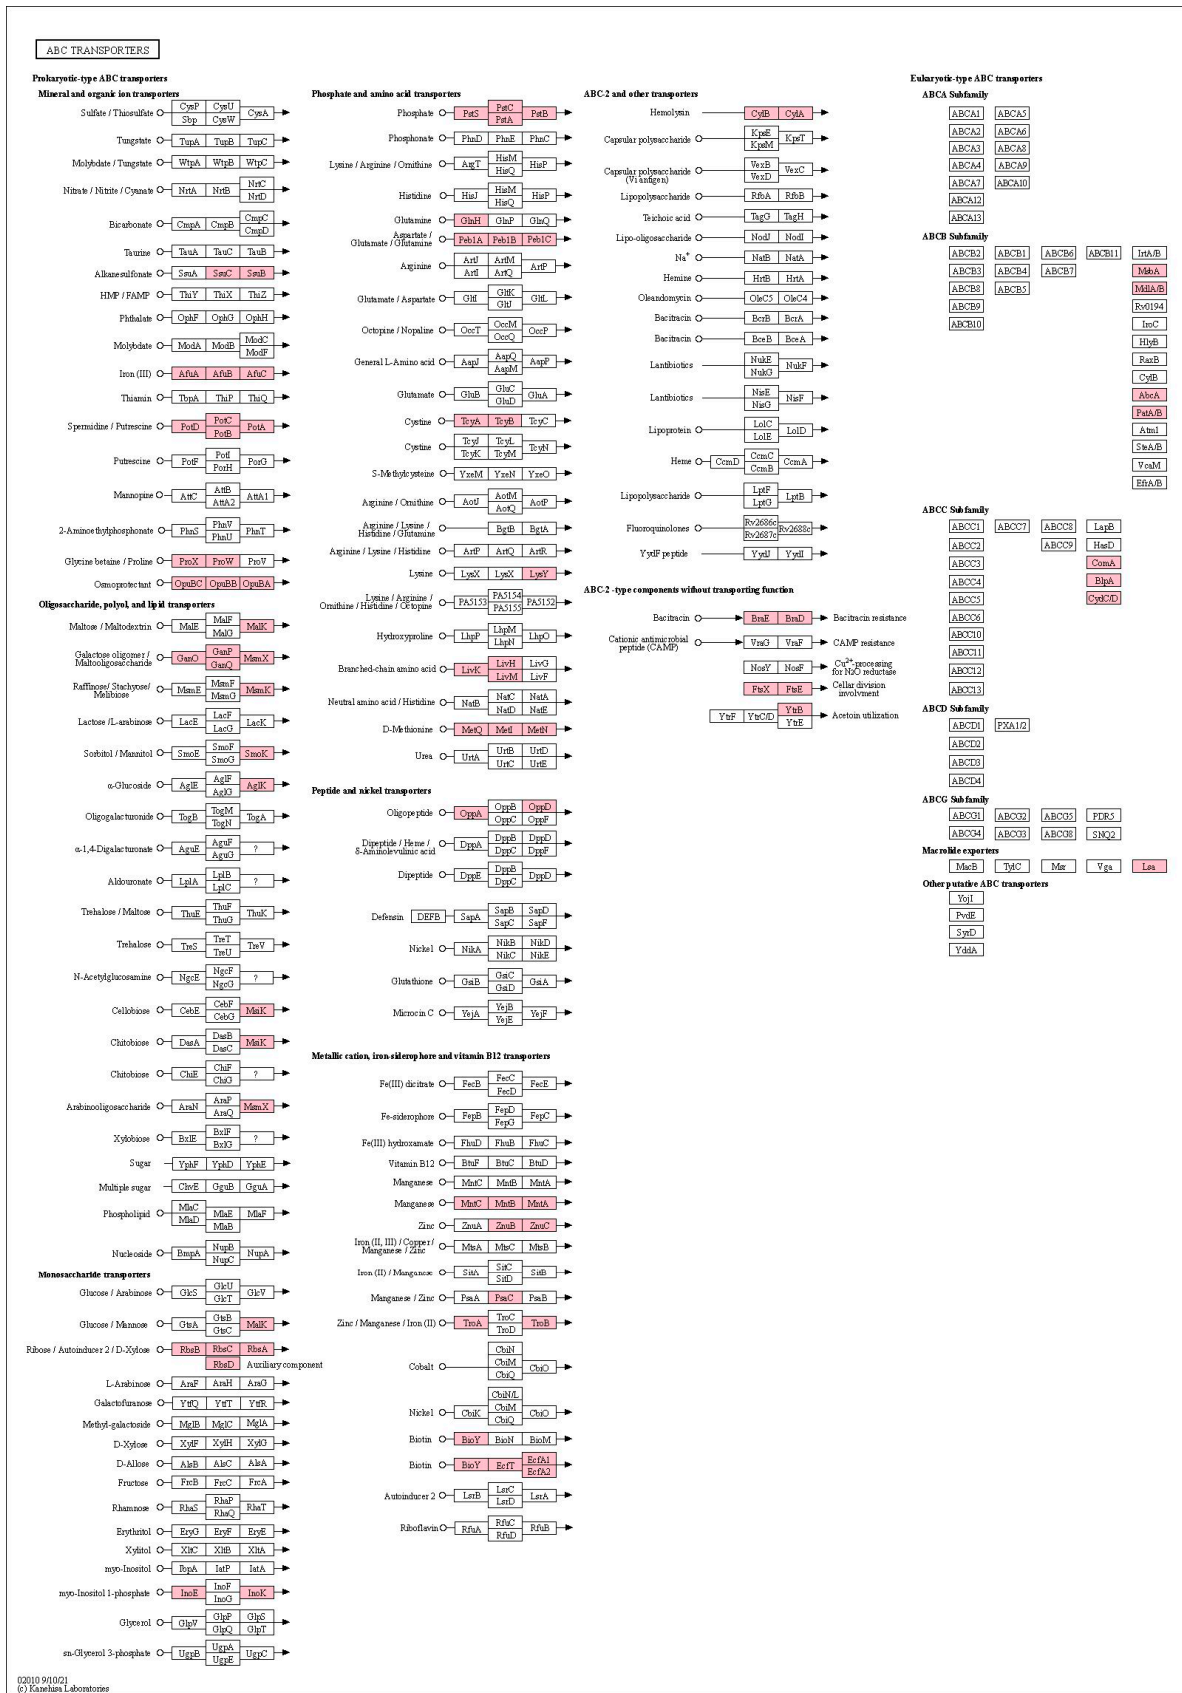 ABC TRANSPORTERS
Prokaryotic-type ABC transporters
Mineral and organic ion transporters
Sulfate / Thiosulfate CysP CysU CysA
Sbp CysW
Tungstate TupA TupB TupC
Molybdate / Tungstate WtpA WtpB WtpC
Nitrate / Nitrite / Cyanate NrtA NrtB NrtC
NrtD
Bicarbonate CmpA CmpB CmpC
CmpD
Taurine TauA TauC TauB
Alkanesulfonate SsuA SsuC SsuB
HMP / FAMP ThiY ThiX ThiZ
Phthalate OphF OphG OphH
Molybdate ModA ModB ModC
ModF
Iron (III) AfuA AfuB AfuC
Thiamin TbpA ThiP ThiQ
Spermidine / Putrescine PotD PotC PotA
PotB
Putrescine PotF PotI PorG
PorH
Mannopine AttC AttB AttA1
AttA2
2-Aminoethylphosphonate PhnS PhnV PhnT
PhnU
Glycine betaine / Proline ProX ProW ProV
Osmoprotectant OpuBC OpuBB OpuBA
Oligosaccharide, polyol, and lipid transporters
Maltose / Maltodextrin MalE MalF MalK
MalG
Galactose oligomer / Maltooligosaccharide GanO GanP MsmX
GanQ
Raffinose / Stachyose / Melibiose MsmE MsmF MsmK
MsmG
Lactose / L-arabinose LacE LacF LacK
LacG
Sorbitol / Mannitol SmoE SmoF SmoK
SmoG
α-Glucoside AglE AglF AglK
AglG
Oligogalacturonide TogB TogM TogA
TogN
α-1,4-Digalacturonate AguE AguF ?
AguG
Aldouronate LplA LplB ?
LplC
Trehalose / Maltose ThuE ThuF ThuK
ThuG
Trehalose TreS TreT TreV
TreU
N-Acetylglucosamine NgcE NgcF ?
NgcG
Cellobiose CebE CebF MsiK
CebG
Chitobiose DasA DasB MsiK
DasC
Chitobiose ChiE ChiF ?
ChiG
Arabinooligosaccharide AraN AraP MsmX
AraQ
Xylobiose BxlE BxlF ?
BxlG
Sugar YphF YphD YphE
Multiple sugar ChvE GguB GguA
Phospholipid MlaC MlaE MlaF
MlaD MlaB
Nucleoside BmpA NupB NupA
NupC
Monosaccharide transporters
Glucose / Arabinose GlcS GlcU GlcV
GlcT
Glucose / Mannose GtsA GtsB MalK
GtsC
Ribose / Autoinducer 2 / D-Xylose RbsB RbsC RbsA
RbsD Auxiliary component
L-Arabinose AraF AraH AraG
Galactofuranose YtfQ YtfT YtfR
Methyl-galactoside MglB MglC MglA
D-Xylose XylF XylH XylG
D-Allose AlsB AlsC AlsA
Fructose FrcB FrcC FrcA
Rhamnose RhaS RhaP RhaT
RhaQ
Erythritol EryG EryF EryE
Xylitol XltC XltB XltA
myo-Inositol IbpA IatP IatA
myo-Inositol 1-phosphate InoE InoF InoK
InoG
Glycerol GlpV GlpP GlpS
GlpQ GlpT
sn-Glycerol 3-phosphate UgpB UgpA UgpC
UgpE
Phosphate and amino acid transporters
Phosphate PstS PstC PstB
PstA
Phosphonate PhnD PhnE PhnC
Lysine / Arginine / Ornithine ArgT HisM HisP
HisQ
Histidine HisJ HisM HisP
HisQ
Glutamine GlnH GlnP GlnQ
Aspartate / Glutamate / Glutamine Peb1A Peb1B Peb1C
Arginine ArtJ ArtM ArtP
ArtI ArtQ
Glutamate / Aspartate GltI GltK GltL
GltJ
Octopine / Nopaline OccT OccM OccP
OccQ
General L-Amino acid AapJ AapQ AapP
AapM
Glutamate GluB GluC GluA
GluD
Cystine TcyA TcyB TcyC
Cystine TcyJ TcyL TcyN
TcyK TcyM
S-Methylcysteine YxeM YxeN YxeO
Arginine / Ornithine AotJ AotM AotP
AotQ
Arginine / Lysine / Histidine / Glutamine BgtB BgtA
Arginine / Lysine / Histidine ArtP ArtQ ArtR
Lysine LysX LysX LysY
Lysine / Arginine / Ornithine / Histidine / Octopine PA5153 PA5154 PA5152
PA5155
Hydroxyproline LhpP LhpM LhpO
LhpN
Branched-chain amino acid LivK LivH LivG
LivM LivF
Neutral amino acid / Histidine NatB NatC NatA
NatD NatE
D-Methionine MetQ MetI MetN
Urea UrtA UrtB UrtD
UrtC UrtE
Peptide and nickel transporters
Oligopeptide OppA OppB OppD
OppC OppF
Dipeptide / Heme / δ-Aminolevulinic acid DppA DppB DppD
DppC DppF
Dipeptide DppE DppB DppD
DppC
Defensin DEFB SapA SapB SapD
SapC SapF
Nickel NikA NikB NikD
NikC NikE
Glutathione GsiB GsiC GsiA
GsiD
Microcin C YejA YejB YejF
YejE
Metallic cation, iron-siderophore and vitamin B12 transporters
Fe(III) dicitrate FecB FecC FecE
FecD
Fe-siderophore FepB FepD FepC
FepG
Fe(III) hydroxamate FhuD FhuB FhuC
Vitamin B12 BtuF BtuC BtuD
Manganese MntC MntB MntA
Manganese MntC MntB MntA
Zinc ZnuA ZnuB ZnuC
Iron (II, III) / Copper / Manganese / Zinc MtsA MtsC MtsB
Iron (II) / Manganese SitA SitC SitB
SitD
Manganese / Zinc PsaA PsaC PsaB
Zinc / Manganese / Iron (II) TroA TroC TroB
TroD
Cobalt CbiN
CbiM CbiO
CbiQ
Nickel CbiN/L
CbiK CbiM CbiO
CbiQ
Biotin BioY BioN BioM
Biotin BioY EcfT EcfA1
EcfA2
Autoinducer 2 LsrB LsrC LsrA
LsrD
Riboflavin RfuA RfuC RfuB
RfuD
ABC-2 and other transporters
Hemolysin CylB CylA
Capsular polysaccharide KpsE KpsT
KpsM
Capsular polysaccharide (Vi antigen) VexB VexC
VexD
Lipopolysaccharide RfbA RfbB
Teichoic acid TagG TagH
Lipo-oligosaccharide NodJ NodI
Na+ NatB NatA
Hemine HrtB HrtA
Oleandomycin OleC5 OleC4
Bacitracin BcrB BcrA
Bacitracin BceB BceA
Lantibiotics NukE NukF
NukG
Lantibiotics NisE NisF
NisG
Lipoprotein LolC LolD
LolE
Heme CcmD CcmC CcmA
CcmB
Lipopolysaccharide LptF LptB
LptG
Fluoroquinolones Rv2686c Rv2688c
Rv2687c
YydF peptide YydJ YydI
ABC-2 -type components without transporting function
Bacitracin BraE BraD Bacitracin resistance
Cationic antimicrobial peptide (CAMP) VraG VraF CAMP resistance
NosY NosF Cu2+-processing for N2O reductase
FtsX FtsE Cellar division involvment
YtrF YtrC/D YtrB Acetoin utilization
YtrE
Eukaryotic-type ABC transporters
ABCA Subfamily
ABCA1 ABCA5
ABCA2 ABCA6
ABCA3 ABCA8
ABCA4 ABCA9
ABCA7 ABCA10
ABCA12
ABCA13
ABCB Subfamily
ABCB2 ABCB1 ABCB6 ABCB11 IrtA/B
ABCB3 ABCB4 ABCB7 MsbA
ABCB8 ABCB5 MdlA/B
ABCB9 Rv0194
ABCB10 IroC
HlyB
RaxB
CylB
AbcA
PatA/B
Atm1
SteA/B
VcaM
EfrA/B
ABCC Subfamily
ABCC1 ABCC7 ABCC8 LapB
ABCC2 ABCC9 HasD
ABCC3 ComA
ABCC4 BlpA
ABCC5 CydC/D
ABCC6
ABCC10
ABCC11
ABCC12
ABCC13
ABCD Subfamily
ABCD1 PXA1/2
ABCD2
ABCD3
ABCD4
ABCG Subfamily
ABCG1 ABCG2 ABCG5 PDR5
ABCG4 ABCG3 ABCG8 SNQ2
Macrolide exporters
MacB TylC Msr Vga Lsa
Other putative ABC transporters
YojI
PvdE
SyrD
YddA
02010 9/10/21
(c) Kanehisa Laboratories